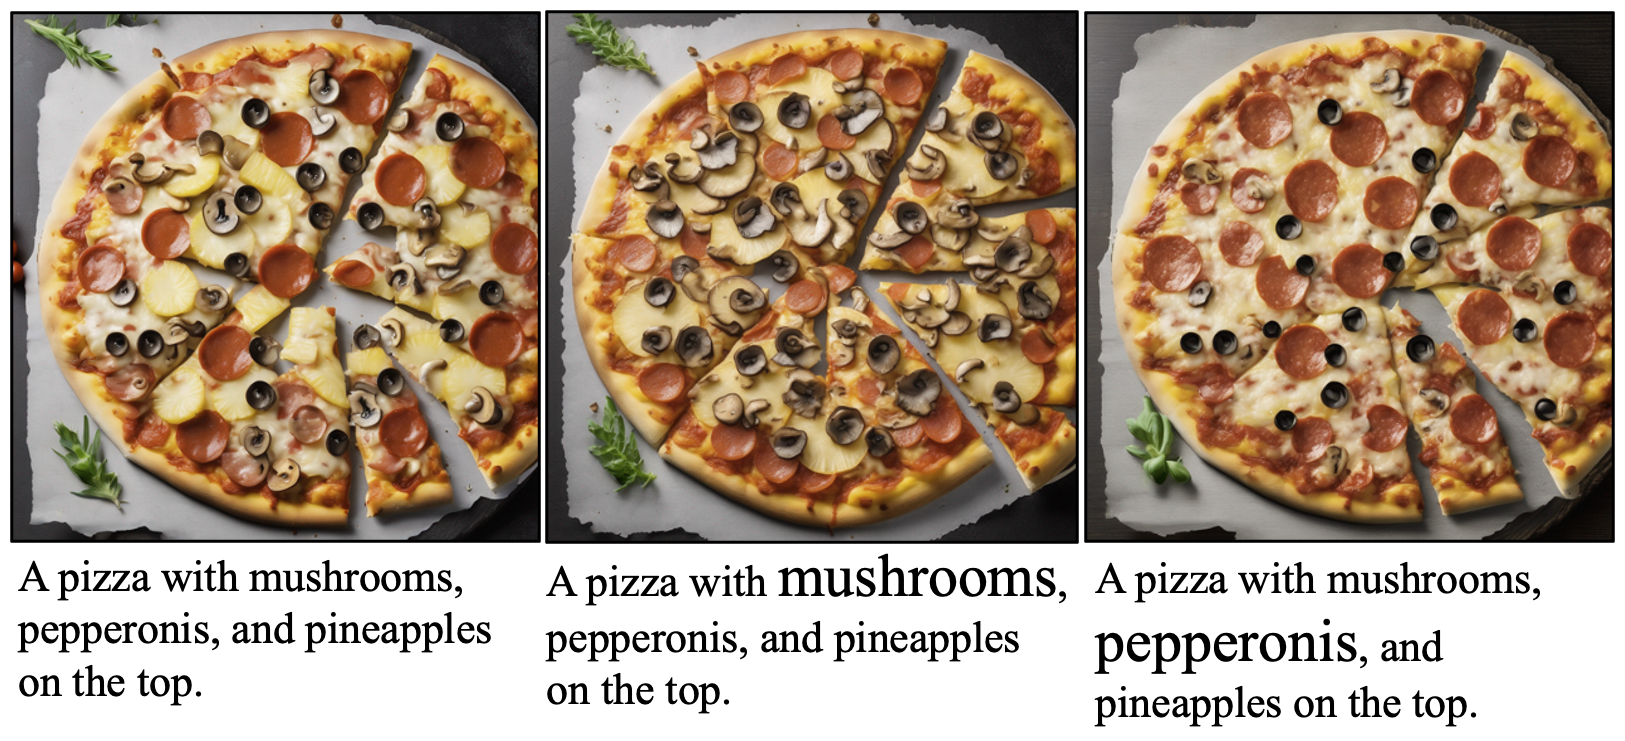 A pizza with mushrooms,
pepperonis, and pineapples
on the top.
A pizza with mushrooms,
pepperonis, and pineapples
on the top.
A pizza with mushrooms,
pepperonis, and
pineapples on the top.